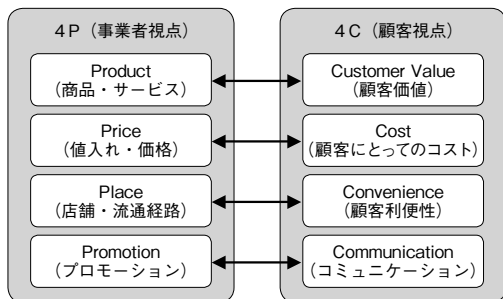 4P（事業者視点）
Product
（商品・サービス）
Price
（値入れ・価格）
Place
（店舗・流通経路）
Promotion
（プロモーション）
4C（顧客視点）
Customer Value
（顧客価値）
Cost
（顧客にとってのコスト）
Convenience
（顧客利便性）
Communication
（コミュニケーション）